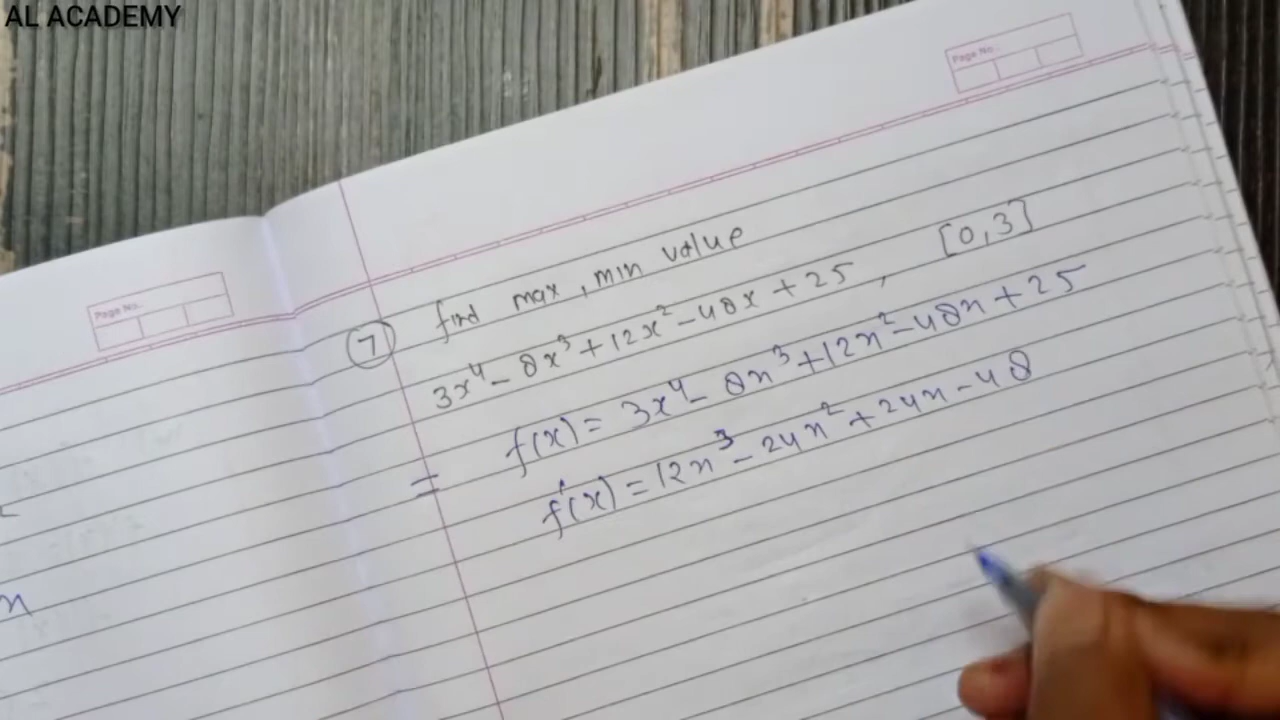 AL ACADEMY
Page No.
Page No.
7 find max, min value
3x⁴ - 8x³ + 12x² - 48x + 25, [0,3]
= f(x) = 3x⁴ - 8x³ + 12x² - 48x + 25
f'(x) = 12x³ - 24x² + 24x - 48
x